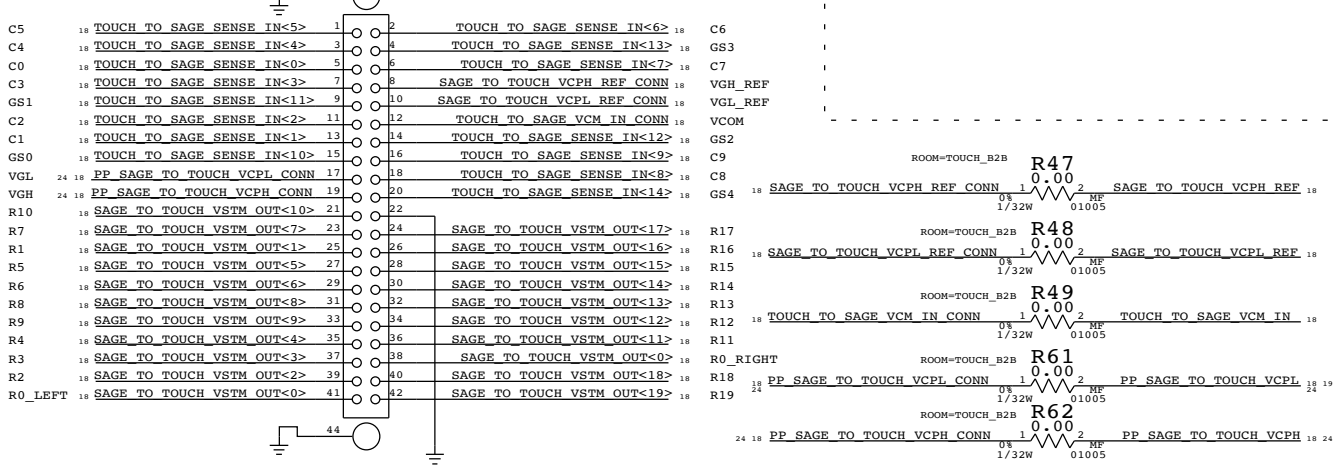 C5 18 TOUCH_TO_SAGE_SENSE_IN<5> 1 2 TOUCH_TO_SAGE_SENSE_IN<6> 18 C6
C4 18 TOUCH_TO_SAGE_SENSE_IN<4> 3 4 TOUCH_TO_SAGE_SENSE_IN<13> 18 GS3
C0 18 TOUCH_TO_SAGE_SENSE_IN<0> 5 6 TOUCH_TO_SAGE_SENSE_IN<7> 18 C7
C3 18 TOUCH_TO_SAGE_SENSE_IN<3> 7 8 SAGE_TO_TOUCH_VCPH_REF_CONN 18 VGH_REF
GS1 18 TOUCH_TO_SAGE_SENSE_IN<11> 9 10 SAGE_TO_TOUCH_VCPL_REF_CONN 18 VGL_REF
C2 18 TOUCH_TO_SAGE_SENSE_IN<2> 11 12 TOUCH_TO_SAGE_VCM_IN_CONN 18 VCOM
C1 18 TOUCH_TO_SAGE_SENSE_IN<1> 13 14 TOUCH_TO_SAGE_SENSE_IN<12> 18 GS2
GS0 18 TOUCH_TO_SAGE_SENSE_IN<10> 15 16 TOUCH_TO_SAGE_SENSE_IN<9> 18 C9
VGL 24 18 PP_SAGE_TO_TOUCH_VCPL_CONN 17 18 TOUCH_TO_SAGE_SENSE_IN<8> 18 C8
VGH 24 18 PP_SAGE_TO_TOUCH_VCPH_CONN 19 20 TOUCH_TO_SAGE_SENSE_IN<14> 18 GS4
R10 18 SAGE_TO_TOUCH_VSTM_OUT<10> 21 22
R7 18 SAGE_TO_TOUCH_VSTM_OUT<7> 23 24 SAGE_TO_TOUCH_VSTM_OUT<17> 18 R17
R1 18 SAGE_TO_TOUCH_VSTM_OUT<1> 25 26 SAGE_TO_TOUCH_VSTM_OUT<16> 18 R16
R5 18 SAGE_TO_TOUCH_VSTM_OUT<5> 27 28 SAGE_TO_TOUCH_VSTM_OUT<15> 18 R15
R6 18 SAGE_TO_TOUCH_VSTM_OUT<6> 29 30 SAGE_TO_TOUCH_VSTM_OUT<14> 18 R14
R8 18 SAGE_TO_TOUCH_VSTM_OUT<8> 31 32 SAGE_TO_TOUCH_VSTM_OUT<13> 18 R13
R9 18 SAGE_TO_TOUCH_VSTM_OUT<9> 33 34 SAGE_TO_TOUCH_VSTM_OUT<12> 18 R12
R4 18 SAGE_TO_TOUCH_VSTM_OUT<4> 35 36 SAGE_TO_TOUCH_VSTM_OUT<11> 18 R11
R3 18 SAGE_TO_TOUCH_VSTM_OUT<3> 37 38 SAGE_TO_TOUCH_VSTM_OUT<0> 18 R0_RIGHT
R2 18 SAGE_TO_TOUCH_VSTM_OUT<2> 39 40 SAGE_TO_TOUCH_VSTM_OUT<18> 18 R18
R0_LEFT 18 SAGE_TO_TOUCH_VSTM_OUT<0> 41 42 SAGE_TO_TOUCH_VSTM_OUT<19> 18 R19
44
ROOM=TOUCH_B2B R47
0.00
18 SAGE_TO_TOUCH_VCPH_REF_CONN 1 2 SAGE_TO_TOUCH_VCPH_REF 18
0% MF
1/32W 01005
ROOM=TOUCH_B2B R48
0.00
18 SAGE_TO_TOUCH_VCPL_REF_CONN 1 2 SAGE_TO_TOUCH_VCPL_REF 18
0% MF
1/32W 01005
ROOM=TOUCH_B2B R49
0.00
18 TOUCH_TO_SAGE_VCM_IN_CONN 1 2 TOUCH_TO_SAGE_VCM_IN 18
0% MF
1/32W 01005
ROOM=TOUCH_B2B R61
0.00
18 24 PP_SAGE_TO_TOUCH_VCPL_CONN 1 2 PP_SAGE_TO_TOUCH_VCPL 18 19 24
0% MF
1/32W 01005
ROOM=TOUCH_B2B R62
0.00
24 18 PP_SAGE_TO_TOUCH_VCPH_CONN 1 2 PP_SAGE_TO_TOUCH_VCPH 18 24
0% MF
1/32W 01005